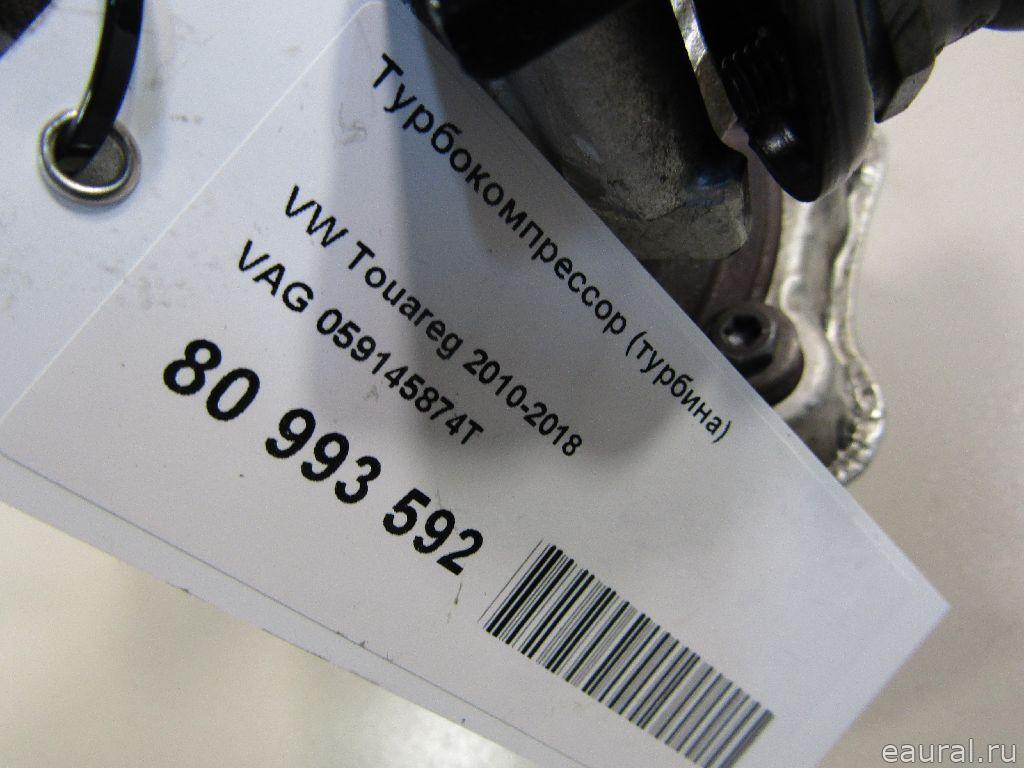 Турбокомпрессор (турбина)
VW Touareg 2010-2018
VAG 059145874T
80 993 592
eaural.ru